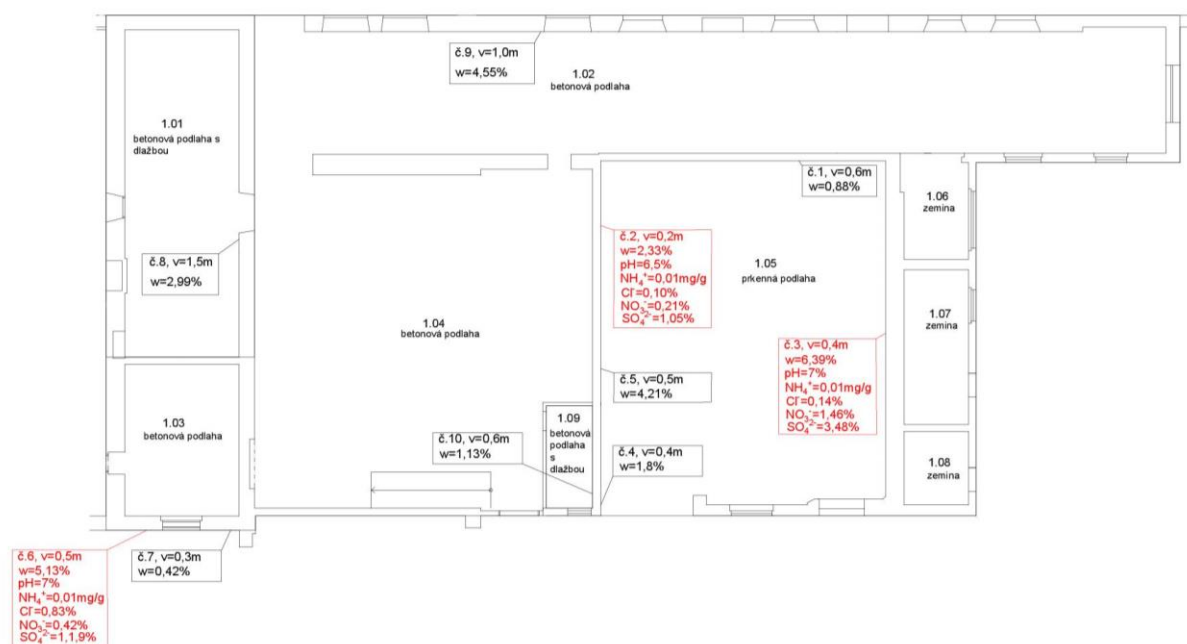 č.9, v=1,0m
w=4,55%
1.02
betonová podlaha
1.01
betonová podlaha s
dlažbou
č.1, v=0,6m
w=0,88%
1.06
zemina
č.8, v=1,5m
w=2,99%
č.2, v=0,2m
w=2,33%
pH=6,5%
NH₄⁺=0,01mg/g
Cl⁻=0,10%
NO₃⁻=0,21%
SO₄²⁻=1,05%
1.05
prkenná podlaha
1.04
betonová podlaha
1.07
zemina
č.3, v=0,4m
w=6,39%
pH=7%
NH₄⁺=0,01mg/g
Cl⁻=0,14%
NO₃⁻=1,46%
SO₄²⁻=3,48%
č.5, v=0,5m
w=4,21%
1.03
betonová podlaha
1.09
betonová
podlaha
s
dlažbou
č.10, v=0,6m
w=1,13%
č.4, v=0,4m
w=1,8%
1.08
zemina
č.6, v=0,5m
w=5,13%
pH=7%
NH₄⁺=0,01mg/g
Cl⁻=0,83%
NO₃⁻=0,42%
SO₄²⁻=1,1,9%
č.7, v=0,3m
w=0,42%